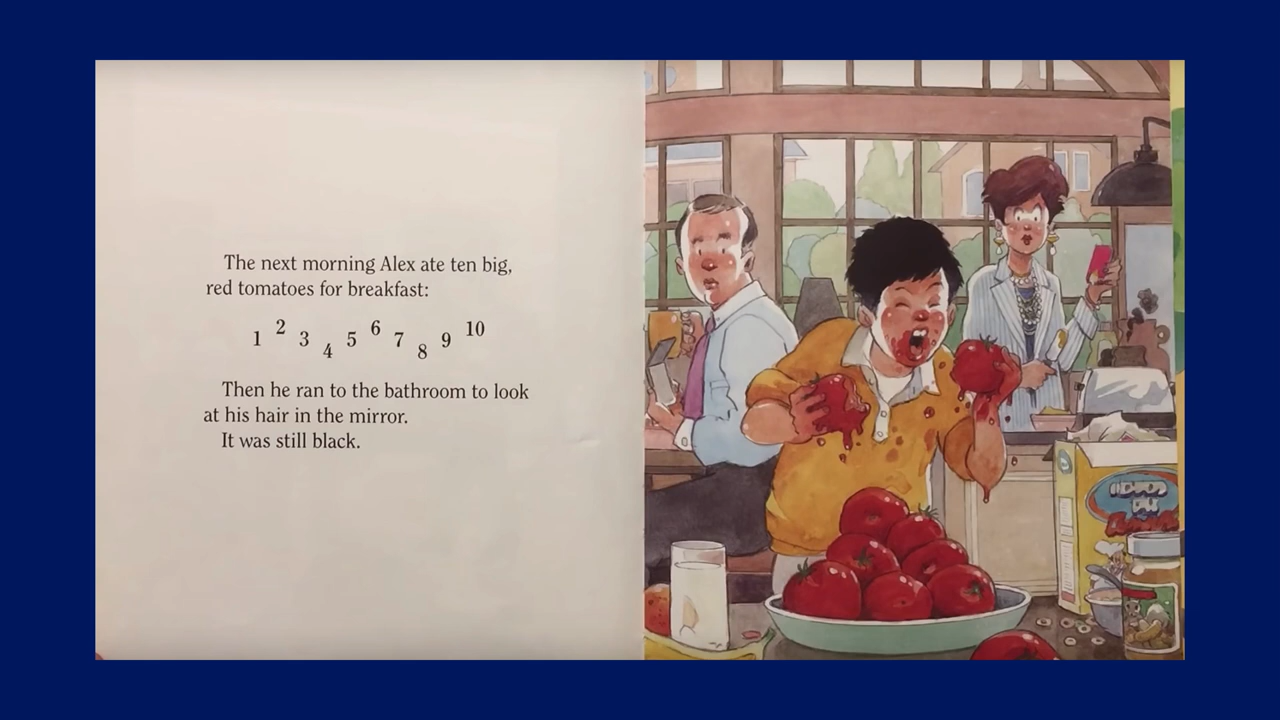 The next morning Alex ate ten big,
red tomatoes for breakfast:
1 2 3 4 5 6 7 8 9 10
Then he ran to the bathroom to look
at his hair in the mirror.
It was still black.